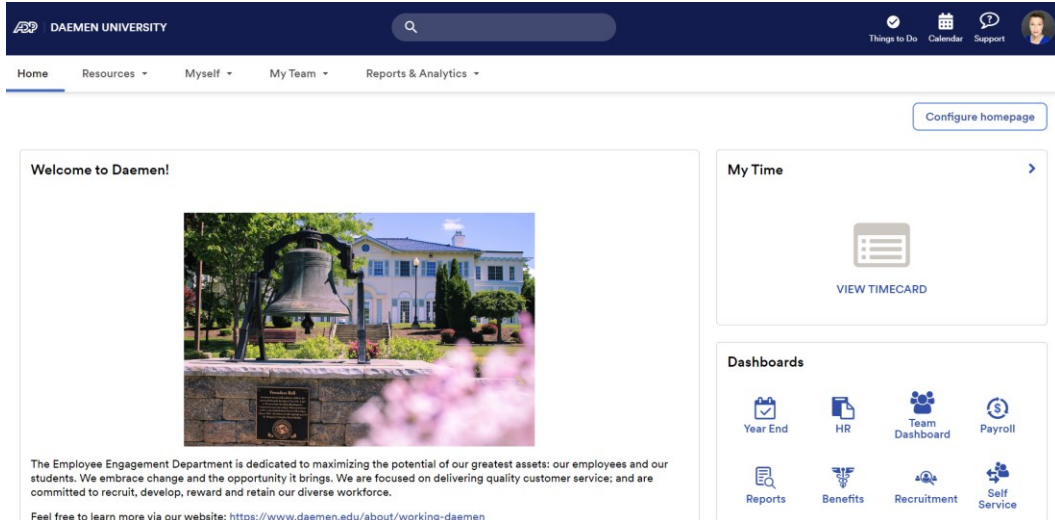 ADP DAEMEN UNIVERSITY
Things to Do Calendar Support
Home Resources Myself My Team Reports & Analytics
Configure homepage
Welcome to Daemen!
The Employee Engagement Department is dedicated to maximizing the potential of our greatest assets: our employees and our
students. We embrace change and the opportunity it brings. We are focused on delivering quality customer service; and are
committed to recruit, develop, reward and retain our diverse workforce.
Feel free to learn more via our website: https://www.daemen.edu/about/working-daemen
My Time
VIEW TIMECARD
Dashboards
Year End
HR
Team
Dashboard
Payroll
Reports
Benefits
Recruitment
Self
Service